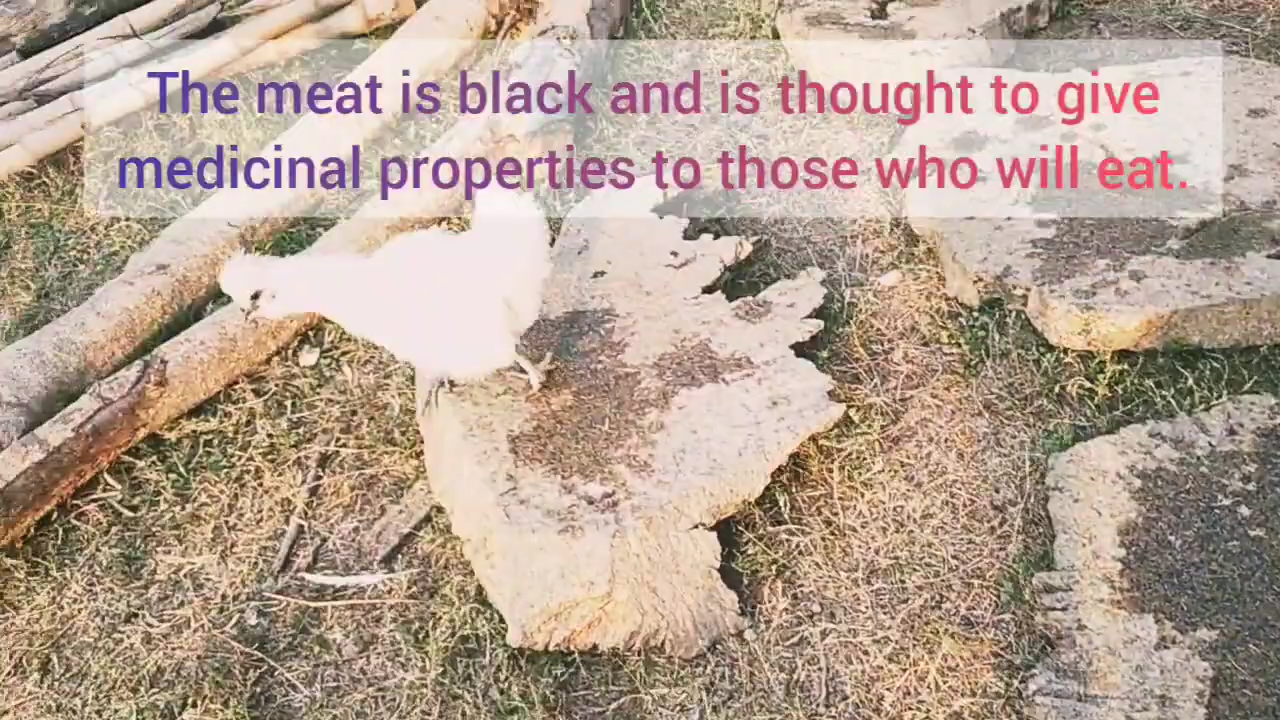 The meat is black and is thought to give
medicinal properties to those who will eat.